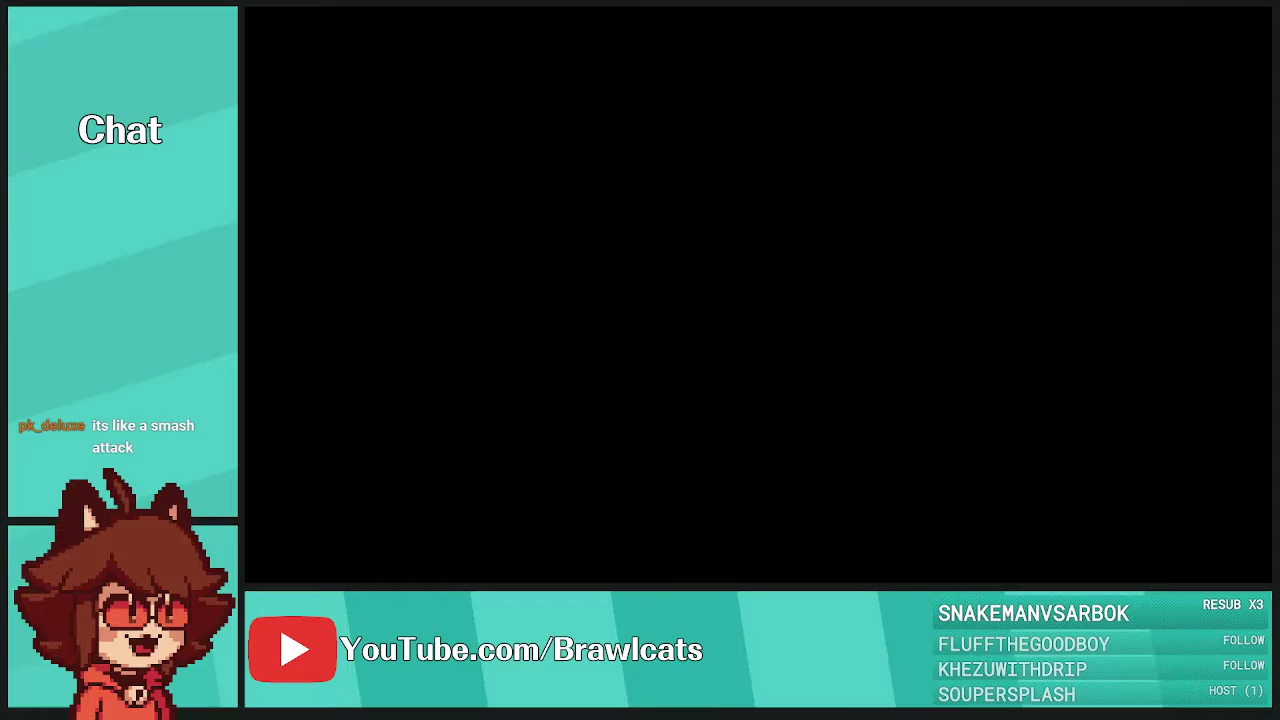 Chat
pk_deluxe its like a smash
attack
YouTube.com/Brawlcats
SNAKEMANVSARBOK RESUB X3
FLUFFTHEGOODBOY FOLLOW
KHEZUWITHDRIP FOLLOW
SOUPERSPLASH HOST (1)